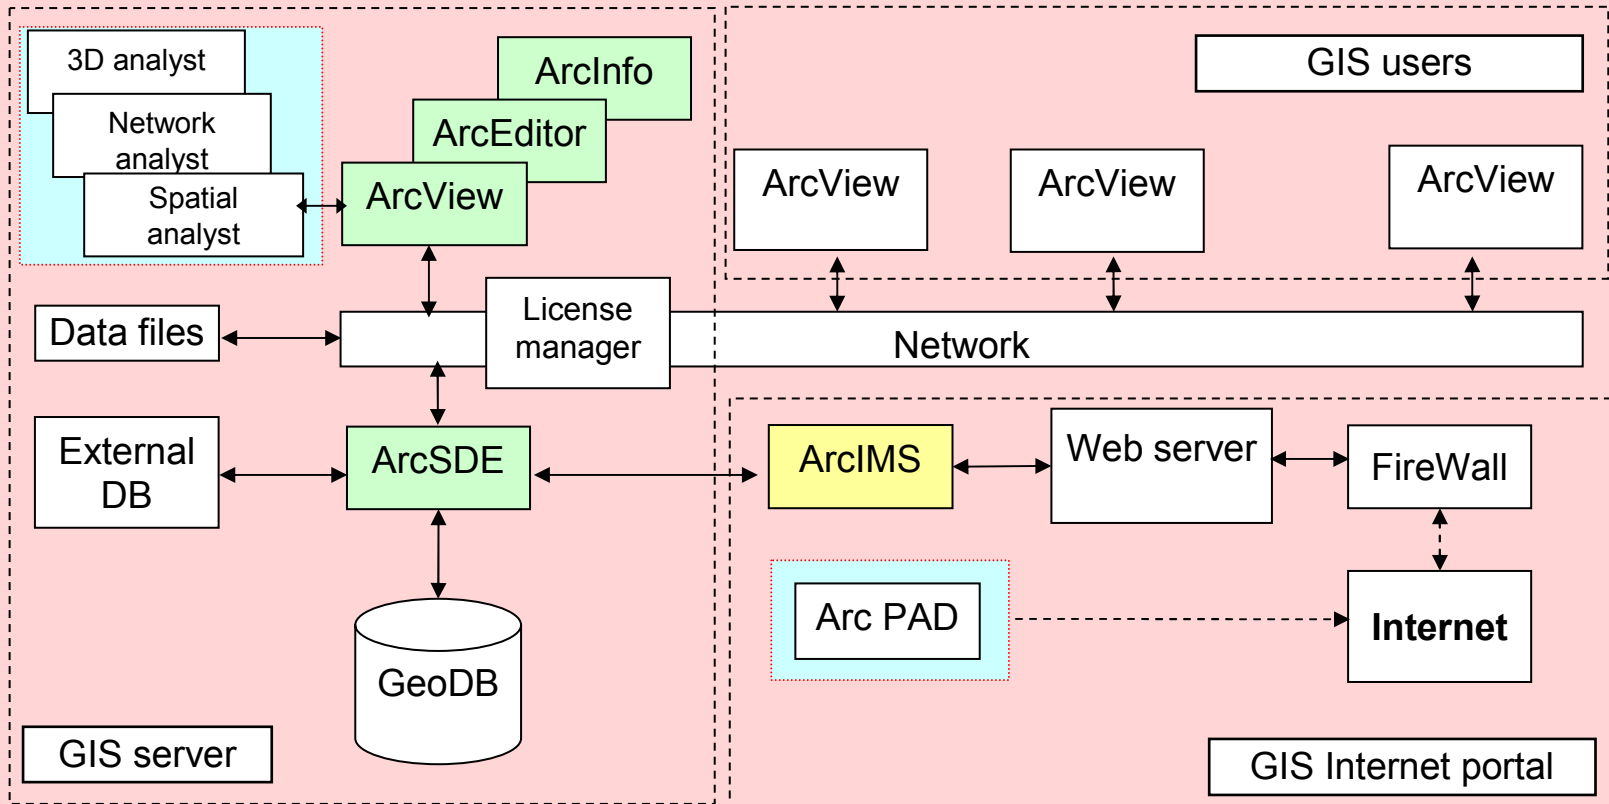 3D analyst
Network
analyst
Spatial
analyst
ArcInfo
ArcEditor
ArcView
GIS users
ArcView
ArcView
ArcView
Data files
License
manager
Network
External
DB
ArcSDE
ArcIMS
Web server
FireWall
Arc PAD
Internet
GeoDB
GIS server
GIS Internet portal